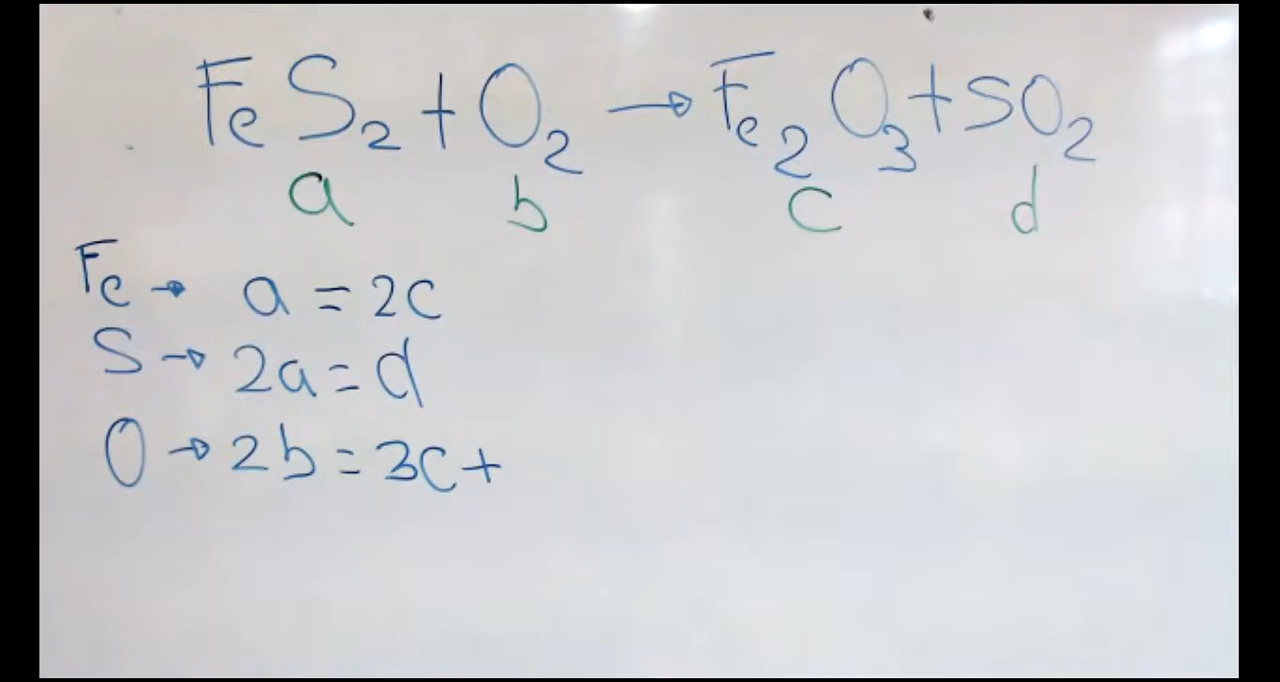 FeS₂ + O₂ → Fe₂O₃ + SO₂
a b c d
Fe → a = 2c
S → 2a = d
O → 2b = 3c +